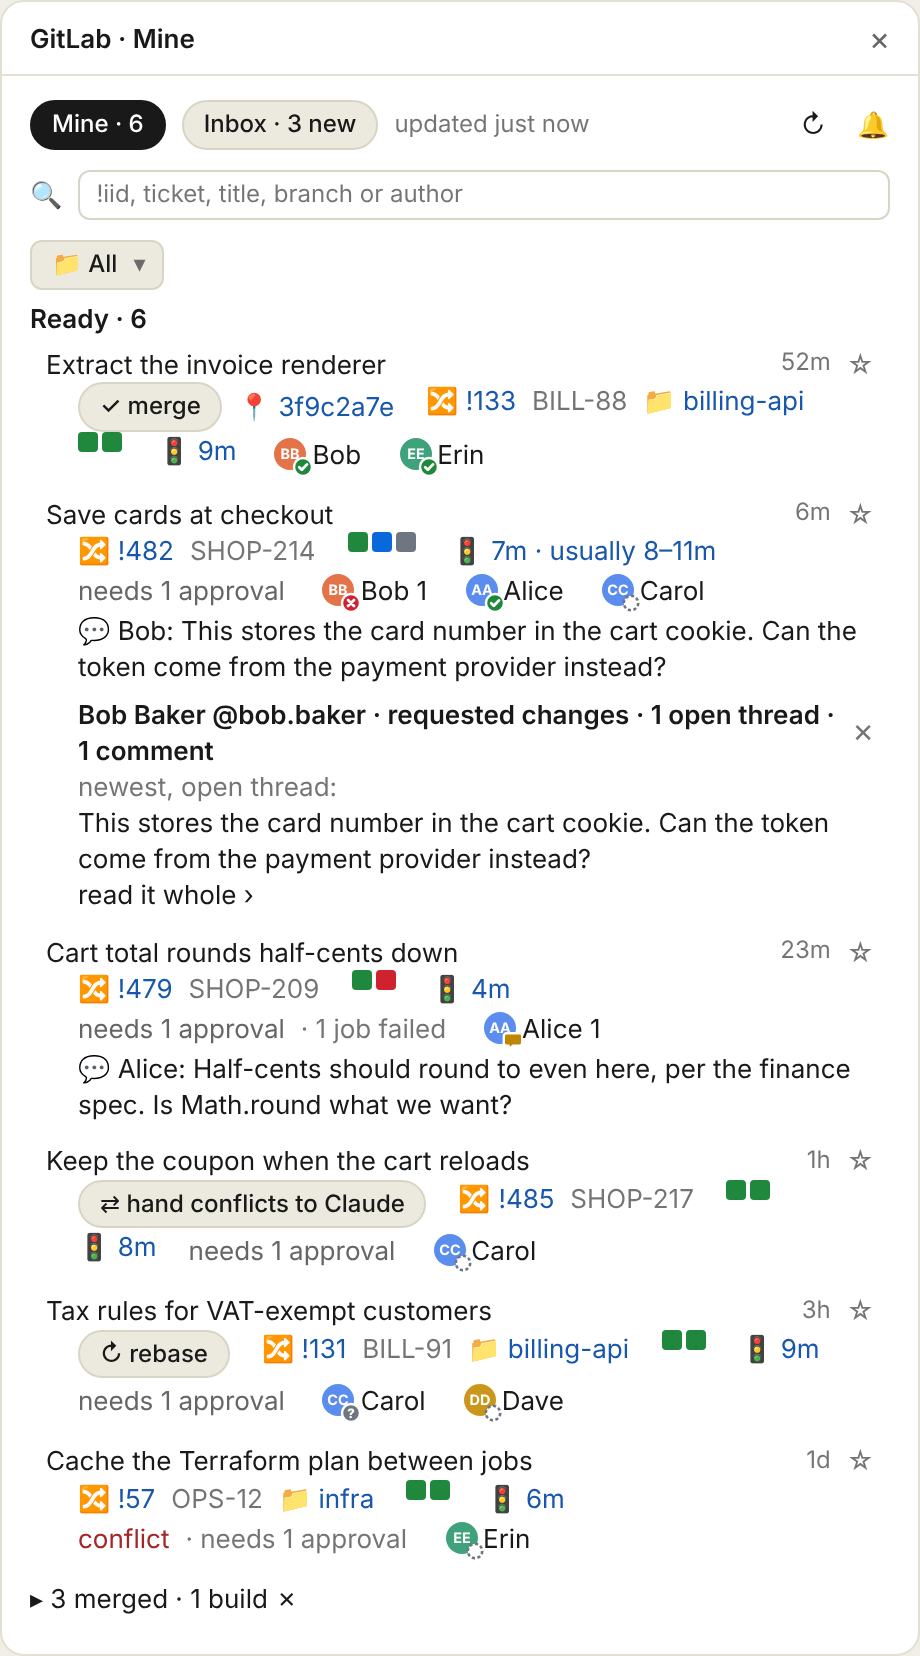 GitLab · Mine ×
Mine · 6 Inbox · 3 new updated just now
!iid, ticket, title, branch or author
All ▾
Ready · 6
Extract the invoice renderer 52m ☆
✓ merge 3f9c2a7e !133 BILL-88 billing-api
9m BB Bob EE Erin
Save cards at checkout 6m ☆
!482 SHOP-214 7m · usually 8–11m
needs 1 approval BB Bob 1 AA Alice CC Carol
Bob: This stores the card number in the cart cookie. Can the
token come from the payment provider instead?
Bob Baker @bob.baker · requested changes · 1 open thread ·
1 comment ×
newest, open thread:
This stores the card number in the cart cookie. Can the token
come from the payment provider instead?
read it whole ›
Cart total rounds half-cents down 23m ☆
!479 SHOP-209 4m
needs 1 approval · 1 job failed AA Alice 1
Alice: Half-cents should round to even here, per the finance
spec. Is Math.round what we want?
Keep the coupon when the cart reloads 1h ☆
⇄ hand conflicts to Claude !485 SHOP-217
8m needs 1 approval CC Carol
Tax rules for VAT-exempt customers 3h ☆
↻ rebase !131 BILL-91 billing-api 9m
needs 1 approval CC ? Carol DD Dave
Cache the Terraform plan between jobs 1d ☆
!57 OPS-12 infra 6m
conflict · needs 1 approval EE Erin
▸ 3 merged · 1 build ×